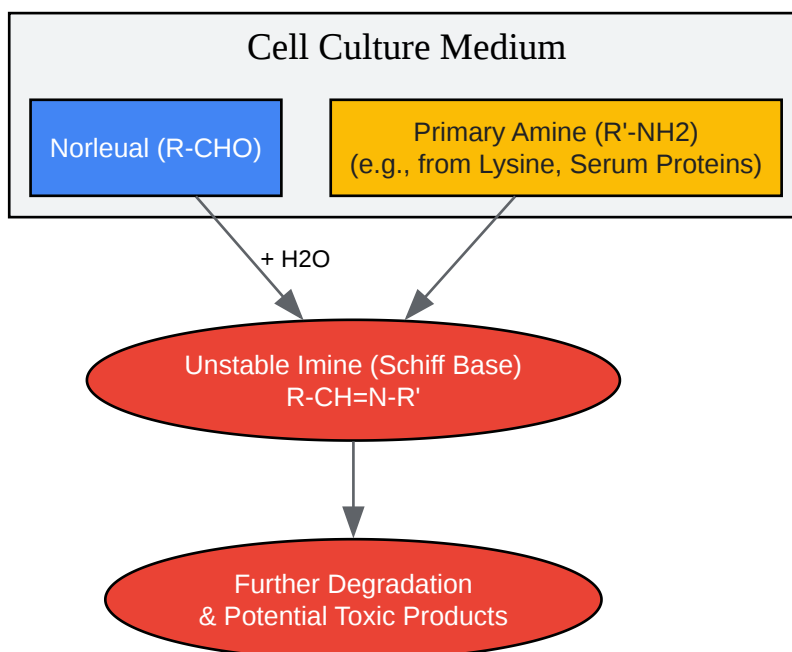 Cell Culture Medium
Norleual (R-CHO)
Primary Amine (R'-NH2)
(e.g., from Lysine, Serum Proteins)
+ H2O
Unstable Imine (Schiff Base)
R-CH=N-R'
Further Degradation
& Potential Toxic Products